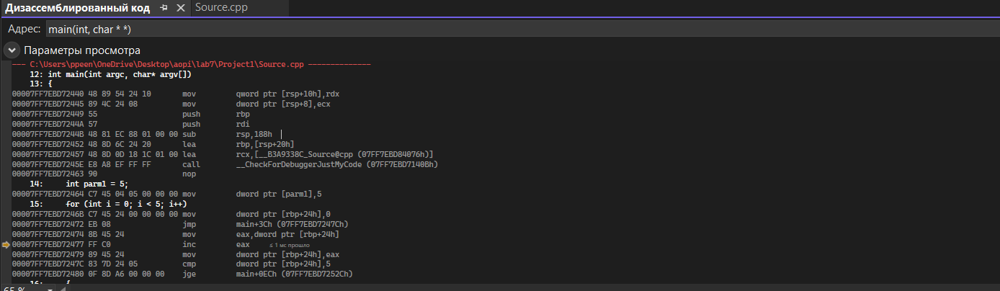 Дизассемблированный код Source.cpp
Адрес: main(int, char * *)
Параметры просмотра
--- C:\Users\ppeen\OneDrive\Desktop\aopi\lab7\Project1\Source.cpp --------------
12: int main(int argc, char* argv[])
13: {
00007FF7EBD72440 48 89 54 24 10 mov qword ptr [rsp+10h],rdx
00007FF7EBD72445 89 4C 24 08 mov dword ptr [rsp+8],ecx
00007FF7EBD72449 55 push rbp
00007FF7EBD7244A 57 push rdi
00007FF7EBD7244B 48 81 EC 88 01 00 00 sub rsp,188h
00007FF7EBD72452 48 8D 6C 24 20 lea rbp,[rsp+20h]
00007FF7EBD72457 48 8D 0D 18 1C 01 00 lea rcx,[__B3A9338C_Source@cpp (07FF7EBD84076h)]
00007FF7EBD7245E E8 A8 EF FF FF call __CheckForDebuggerJustMyCode (07FF7EBD7140Bh)
00007FF7EBD72463 90 nop
14: int parm1 = 5;
00007FF7EBD72464 C7 45 04 05 00 00 00 mov dword ptr [parm1],5
15: for (int i = 0; i < 5; i++)
00007FF7EBD7246B C7 45 24 00 00 00 00 mov dword ptr [rbp+24h],0
00007FF7EBD72472 EB 08 jmp main+3Ch (07FF7EBD7247Ch)
00007FF7EBD72474 8B 45 24 mov eax,dword ptr [rbp+24h]
00007FF7EBD72477 FF C0 inc eax ≤ 1 мс прошло
00007FF7EBD72479 89 45 24 mov dword ptr [rbp+24h],eax
00007FF7EBD7247C 83 7D 24 05 cmp dword ptr [rbp+24h],5
00007FF7EBD72480 0F 8D A6 00 00 00 jge main+0ECh (07FF7EBD7252Ch)
16: {
65 %